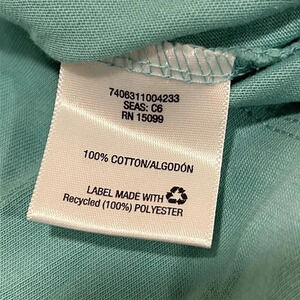 7406311004233
SEAS: C6
RN 15099
100% COTTON/ALGODÓN
LABEL MADE WITH
Recycled (100%) POLYESTER